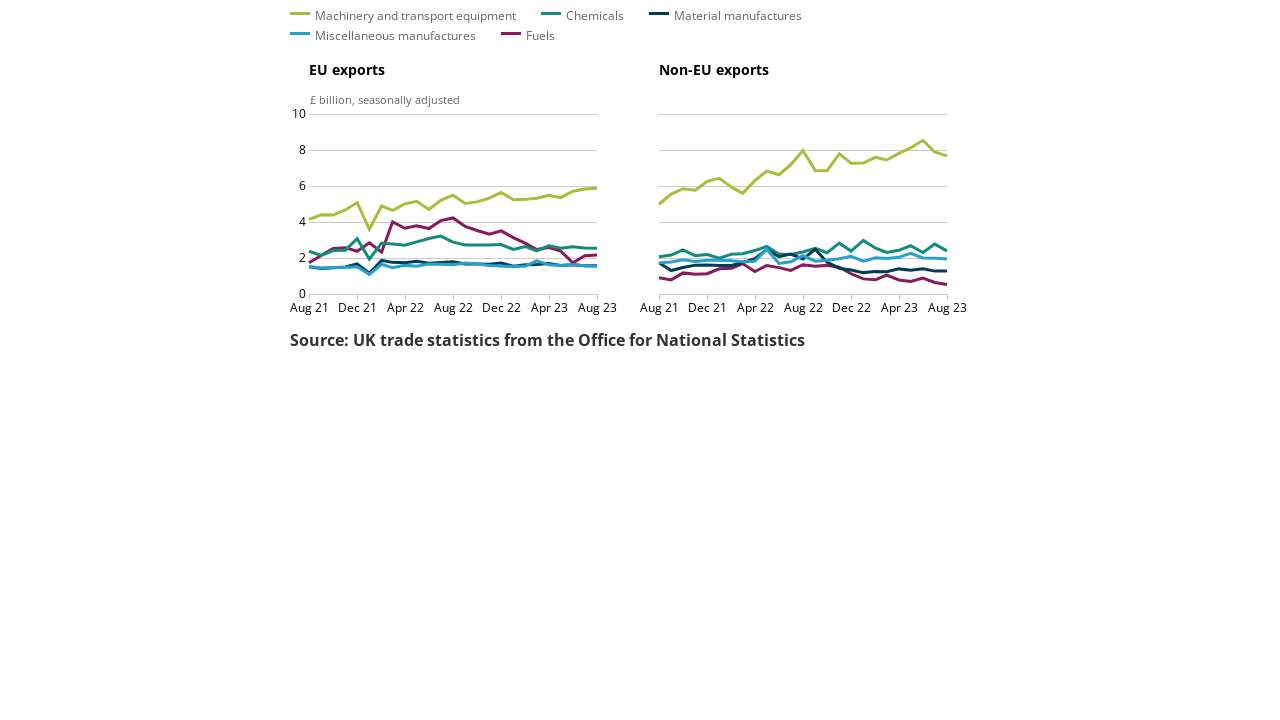 Machinery and transport equipment Chemicals Material manufactures
Miscellaneous manufactures Fuels
EU exports Non-EU exports
£ billion, seasonally adjusted
10
8
6
4
2
0
Aug 21 Dec 21 Apr 22 Aug 22 Dec 22 Apr 23 Aug 23 Aug 21 Dec 21 Apr 22 Aug 22 Dec 22 Apr 23 Aug 23
Source: UK trade statistics from the Office for National Statistics